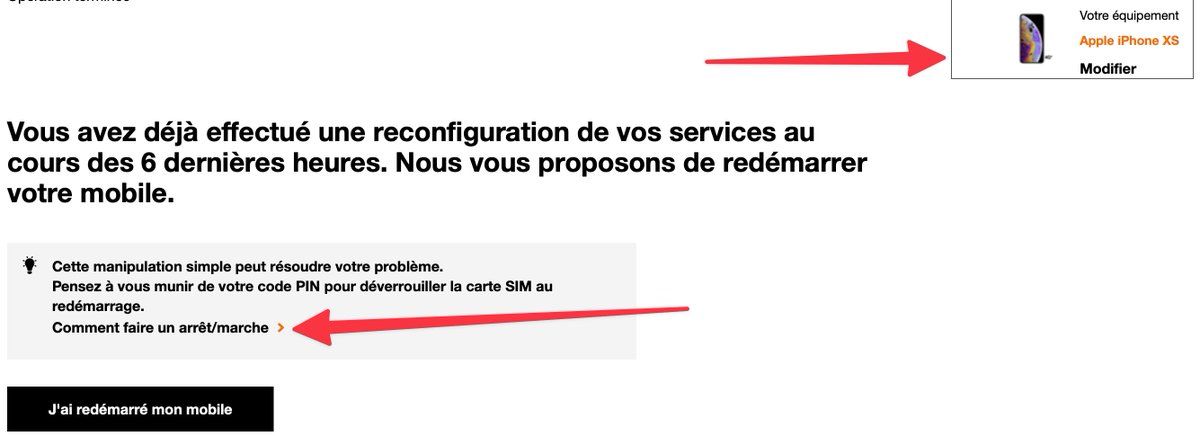 Opération terminée
Votre équipement
Apple iPhone XS
Modifier
Vous avez déjà effectué une reconfiguration de vos services au
cours des 6 dernières heures. Nous vous proposons de redémarrer
votre mobile.
Cette manipulation simple peut résoudre votre problème.
Pensez à vous munir de votre code PIN pour déverrouiller la carte SIM au
redémarrage.
Comment faire un arrêt/marche >
J'ai redémarré mon mobile